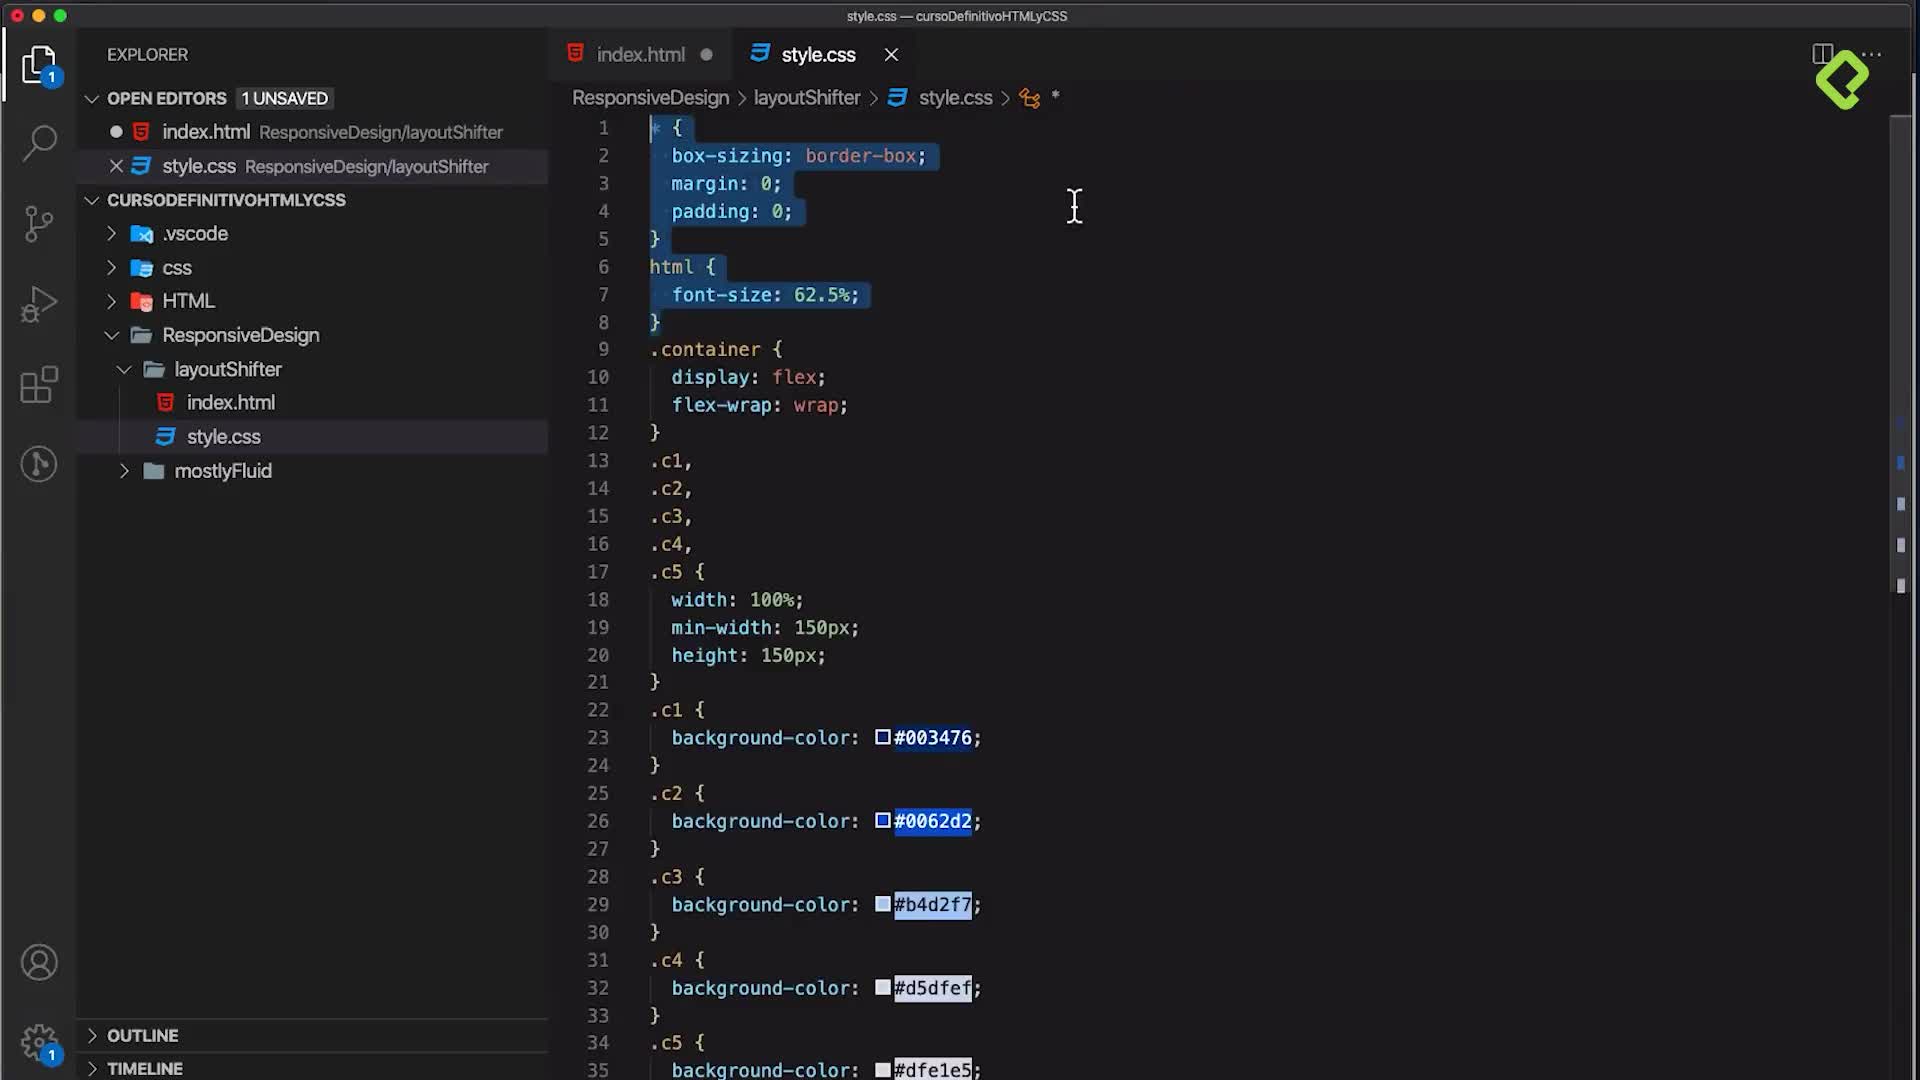 style.css — cursoDefinitivoHTMLyCSS
EXPLORER
OPEN EDITORS 1 UNSAVED
index.html ResponsiveDesign/layoutShifter
style.css ResponsiveDesign/layoutShifter
CURSODEFINITIVOHTMLYCSS
.vscode
css
HTML
ResponsiveDesign
layoutShifter
index.html
style.css
mostlyFluid
OUTLINE
TIMELINE
1
1
index.html
style.css
ResponsiveDesign > layoutShifter > style.css > *
1 * {
2 box-sizing: border-box;
3 margin: 0;
4 padding: 0;
5 }
6 html {
7 font-size: 62.5%;
8 }
9 .container {
10 display: flex;
11 flex-wrap: wrap;
12 }
13 .c1,
14 .c2,
15 .c3,
16 .c4,
17 .c5 {
18 width: 100%;
19 min-width: 150px;
20 height: 150px;
21 }
22 .c1 {
23 background-color: #003476;
24 }
25 .c2 {
26 background-color: #0062d2;
27 }
28 .c3 {
29 background-color: #b4d2f7;
30 }
31 .c4 {
32 background-color: #d5dfef;
33 }
34 .c5 {
35 background-color: #dfe1e5;